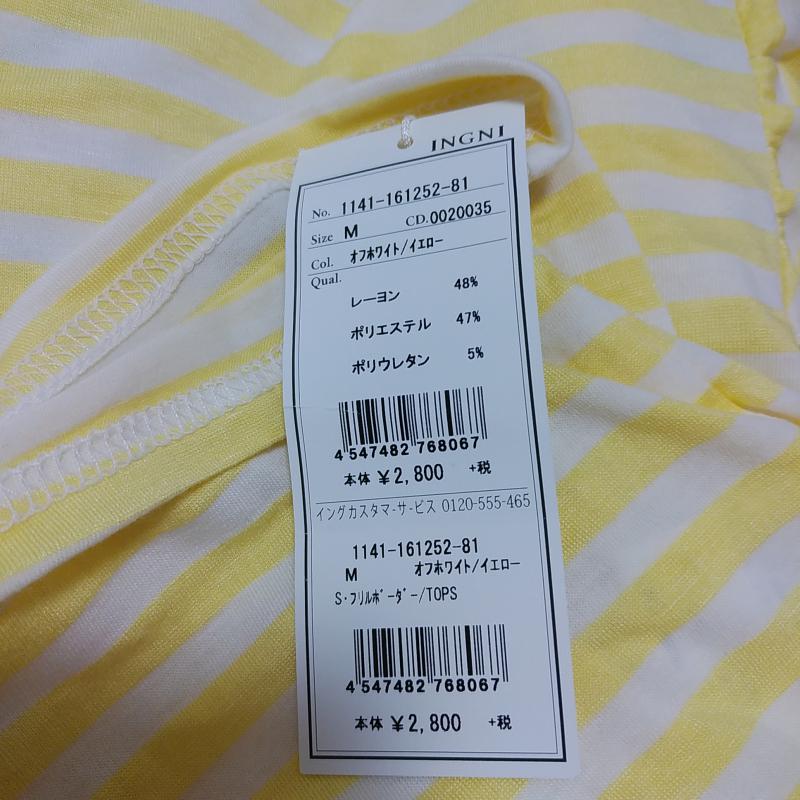 INGNI
No. 1141-161252-81
Size M CD.0020035
Col. オフホワイト/イエロー
Qual.
レーヨン 48%
ポリエステル 47%
ポリウレタン 5%
4 547482 768067
本体 ¥2,800 +税
イングカスタマ-サ-ビス 0120-555-465
1141-161252-81
M オフホワイト/イエロー
S・フリルボーダー/TOPS
4 547482 768067
本体 ¥2,800 +税